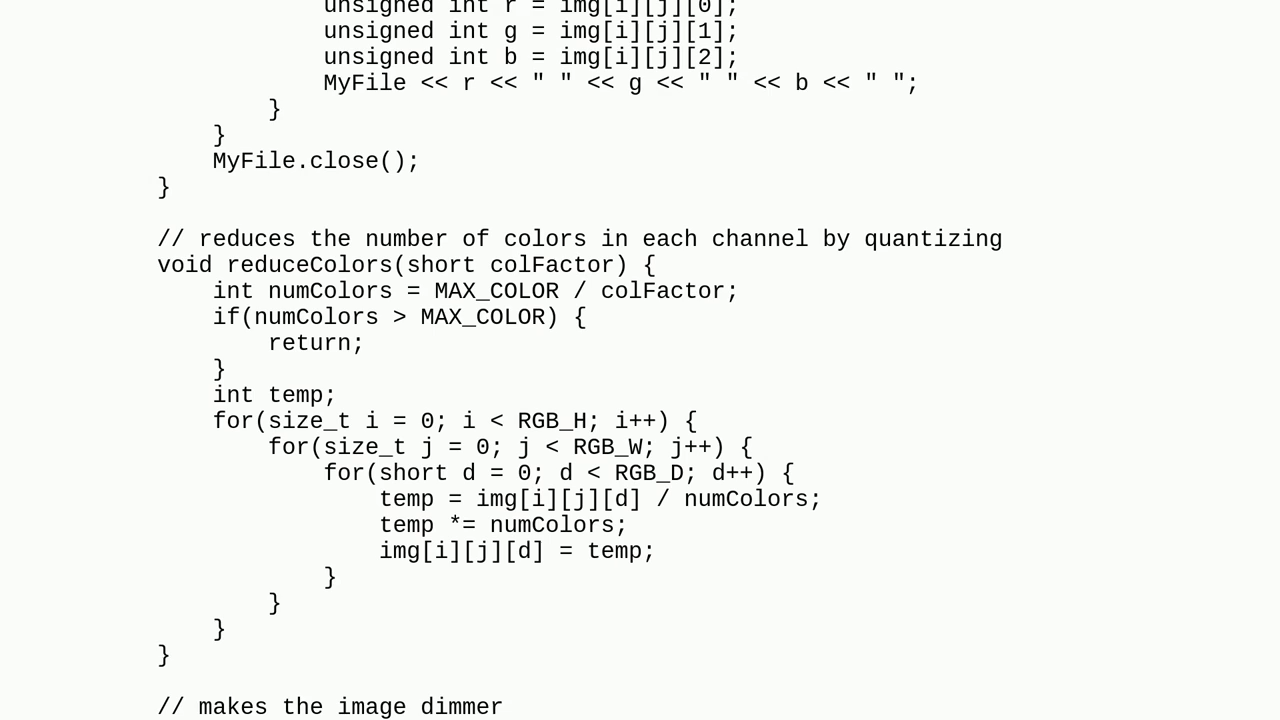 unsigned int r = img[i][j][0];
unsigned int g = img[i][j][1];
unsigned int b = img[i][j][2];
MyFile << r << " " << g << " " << b << " ";
}
}
MyFile.close();
}
// reduces the number of colors in each channel by quantizing
void reduceColors(short colFactor) {
int numColors = MAX_COLOR / colFactor;
if(numColors > MAX_COLOR) {
return;
}
int temp;
for(size_t i = 0; i < RGB_H; i++) {
for(size_t j = 0; j < RGB_W; j++) {
for(short d = 0; d < RGB_D; d++) {
temp = img[i][j][d] / numColors;
temp *= numColors;
img[i][j][d] = temp;
}
}
}
}
// makes the image dimmer